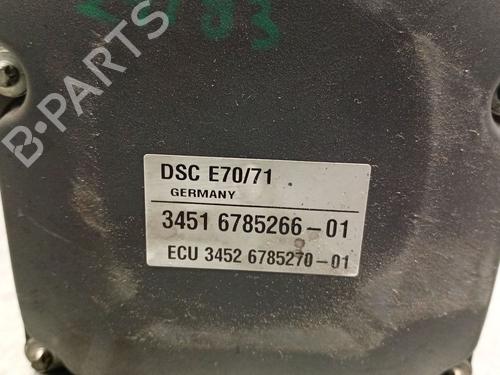 DSC E70/71
GERMANY
3451 6785266-01
ECU 3452 6785270-01
B-PARTS